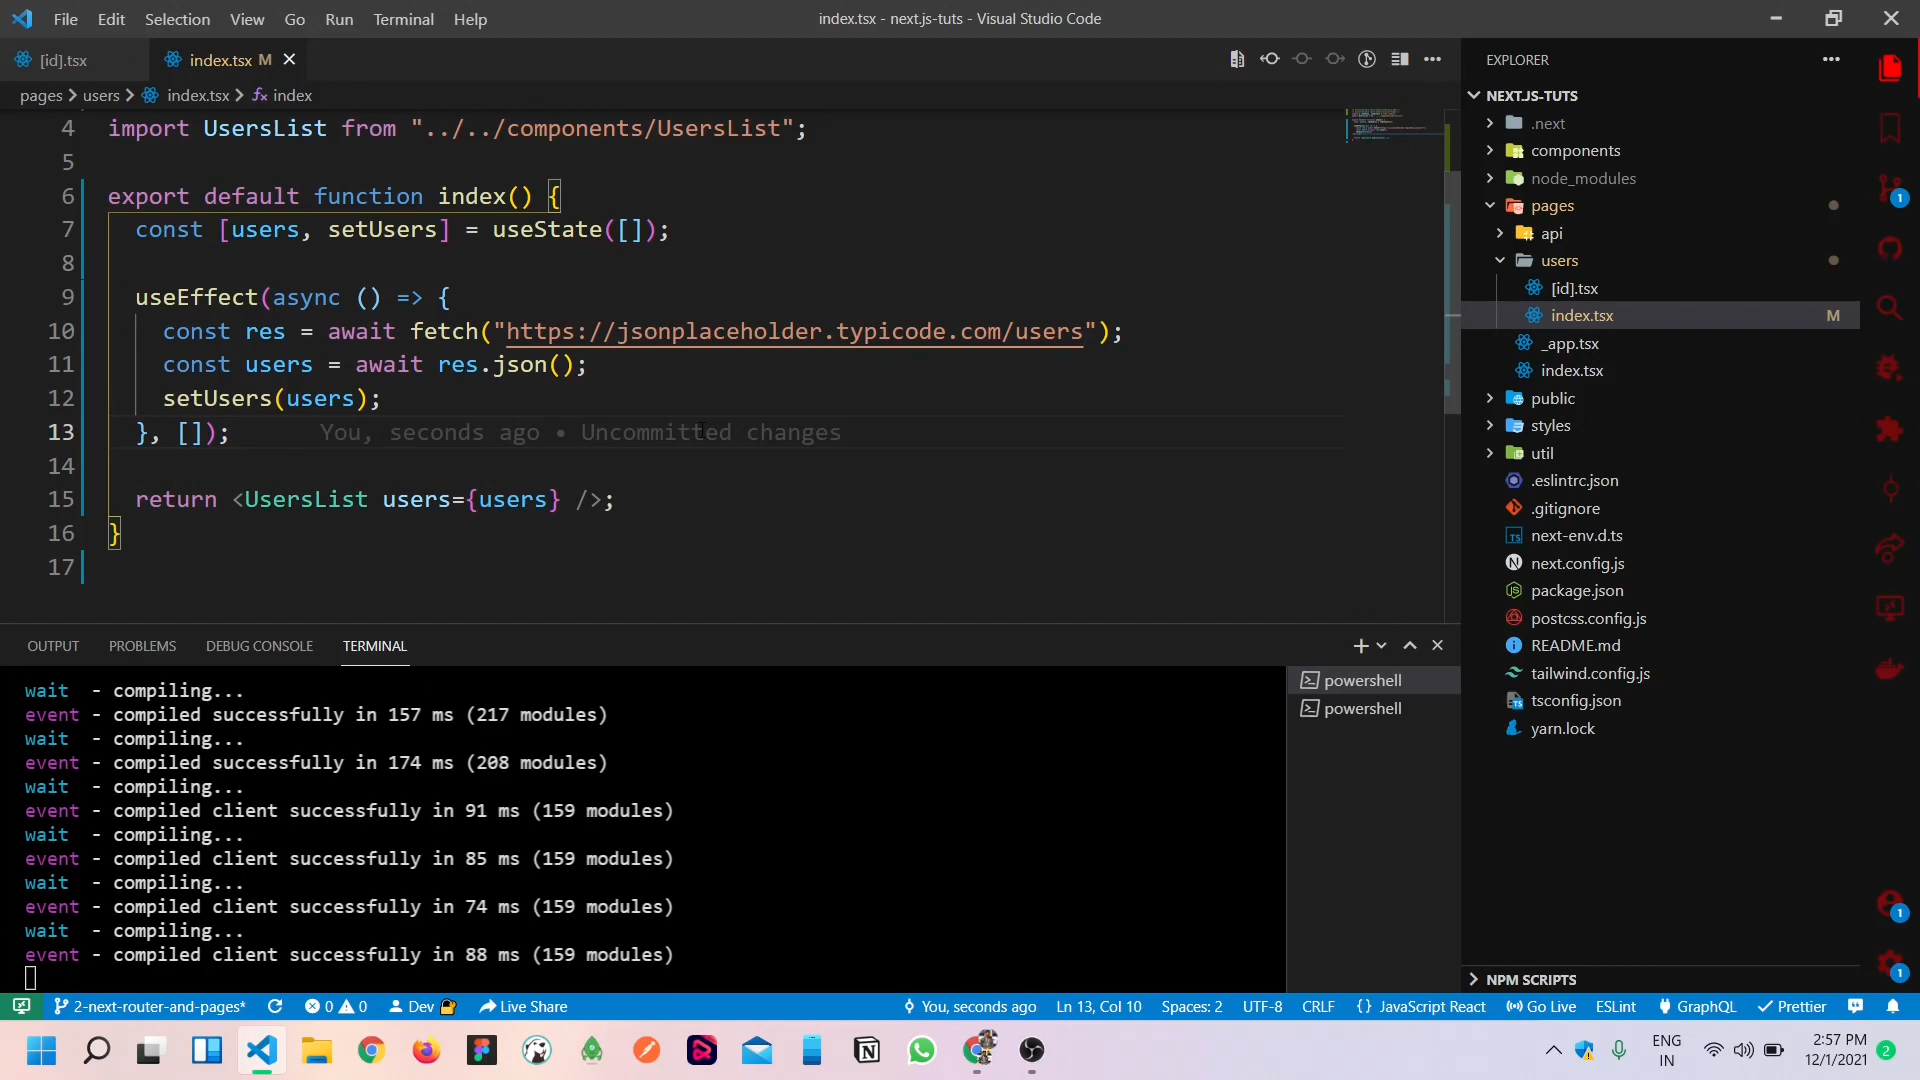 File Edit Selection View Go Run Terminal Help
index.tsx - next.js-tuts - Visual Studio Code
[id].tsx
index.tsx M
pages > users > index.tsx > index
4 import UsersList from "../../components/UsersList";
5
6 export default function index() {
7 const [users, setUsers] = useState([]);
8
9 useEffect(async () => {
10 const res = await fetch("https://jsonplaceholder.typicode.com/users");
11 const users = await res.json();
12 setUsers(users);
13 }, []); You, seconds ago • Uncommitted changes
14
15 return <UsersList users={users} />;
16 }
17
OUTPUT PROBLEMS DEBUG CONSOLE TERMINAL
wait - compiling...
event - compiled successfully in 157 ms (217 modules)
wait - compiling...
event - compiled successfully in 174 ms (208 modules)
wait - compiling...
event - compiled client successfully in 91 ms (159 modules)
wait - compiling...
event - compiled client successfully in 85 ms (159 modules)
wait - compiling...
event - compiled client successfully in 74 ms (159 modules)
wait - compiling...
event - compiled client successfully in 88 ms (159 modules)
powershell
powershell
EXPLORER
NEXT.JS-TUTS
.next
components
node_modules
pages
api
users
[id].tsx
index.tsx M
_app.tsx
index.tsx
public
styles
util
.eslintrc.json
.gitignore
next-env.d.ts
next.config.js
package.json
postcss.config.js
README.md
tailwind.config.js
tsconfig.json
yarn.lock
NPM SCRIPTS
1
1
1
2-next-router-and-pages* 0 0 Dev Live Share
You, seconds ago Ln 13, Col 10 Spaces: 2 UTF-8 CRLF {} JavaScript React Go Live ESLint GraphQL Prettier
ENG
IN
2:57 PM
12/1/2021
2